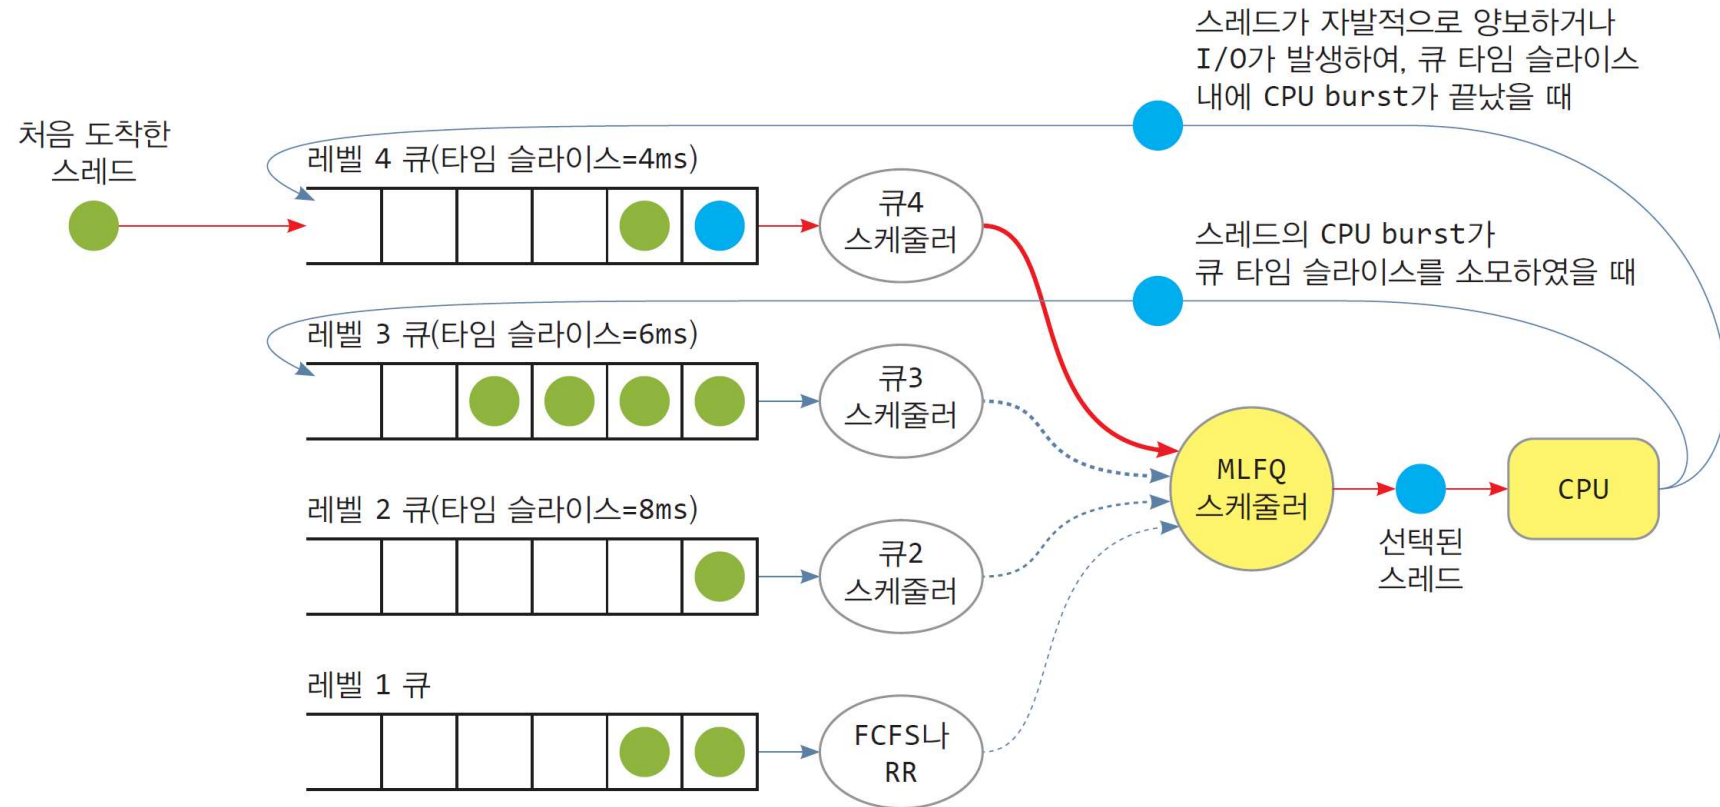 스레드가 자발적으로 양보하거나
I/O가 발생하여, 큐 타임 슬라이스
내에 CPU burst가 끝났을 때
처음 도착한
스레드
레벨 4 큐(타임 슬라이스=4ms)
큐4
스케줄러
스레드의 CPU burst가
큐 타임 슬라이스를 소모하였을 때
레벨 3 큐(타임 슬라이스=6ms)
큐3
스케줄러
MLFQ
스케줄러
CPU
선택된
스레드
레벨 2 큐(타임 슬라이스=8ms)
큐2
스케줄러
레벨 1 큐
FCFS나
RR